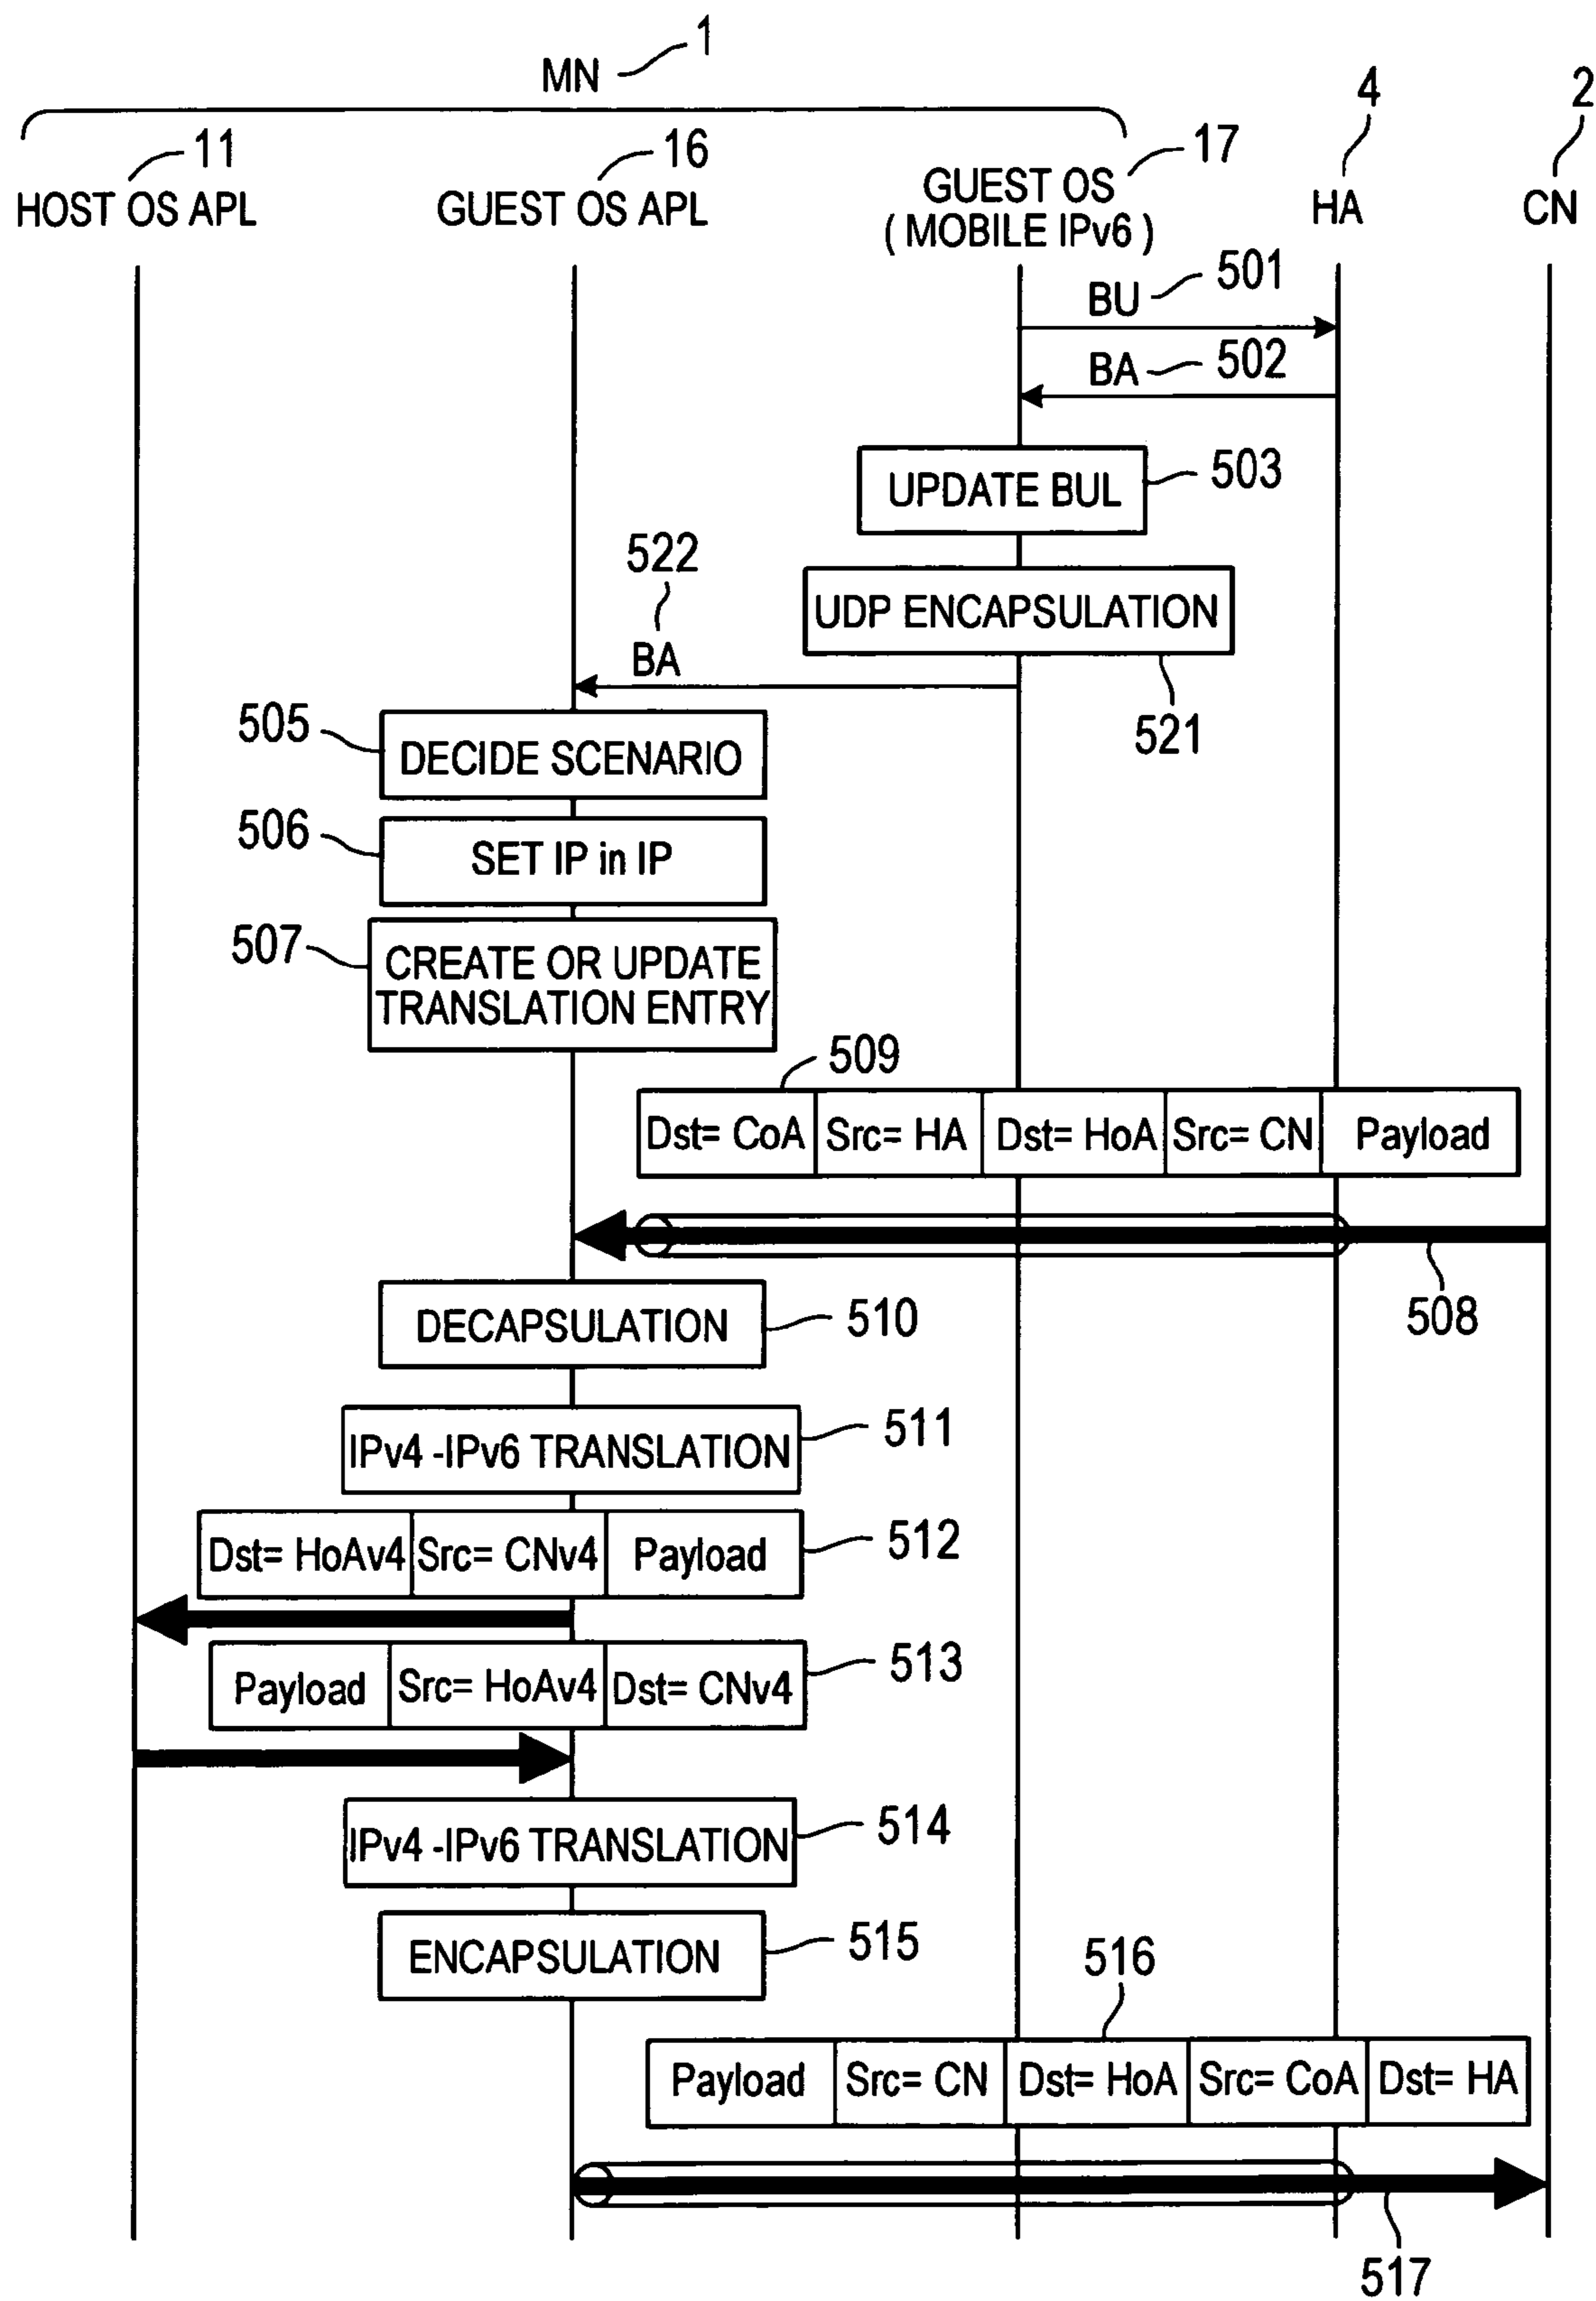 1
MN
4
2
11
16
17
HOST OS APL
GUEST OS APL
GUEST OS
( MOBILE IPv6 )
HA
CN
BU
501
BA
502
UPDATE BUL
503
522
UDP ENCAPSULATION
BA
521
505
DECIDE SCENARIO
506
SET IP in IP
507
CREATE OR UPDATE
TRANSLATION ENTRY
509
Dst= CoA Src= HA Dst= HoA Src= CN Payload
508
DECAPSULATION
510
IPv4 -IPv6 TRANSLATION
511
Dst= HoAv4 Src= CNv4 Payload
512
Payload Src= HoAv4 Dst= CNv4
513
IPv4 -IPv6 TRANSLATION
514
ENCAPSULATION
515
516
Payload Src= CN Dst= HoA Src= CoA Dst= HA
517